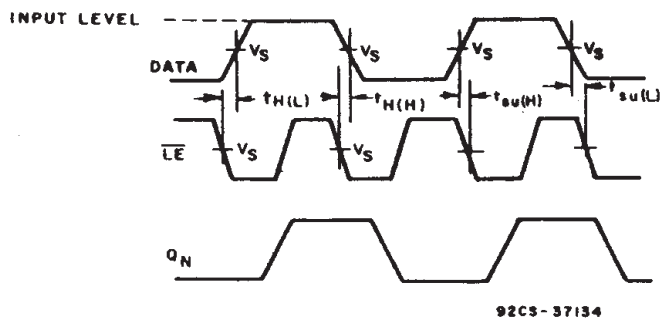 INPUT LEVEL
VS VS VS VS
DATA
tH(L) tH(H) tsu(H) tsu(L)
LE VS VS
QN
92CS-37134